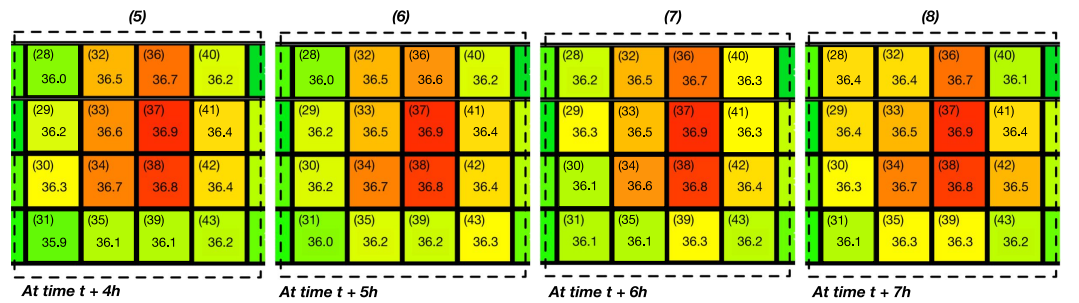 (5) (6) (7) (8)
(28) (32) (36) (40) (28) (32) (36) (40) (28) (32) (36) (40) (28) (32) (36) (40)
36.0 36.5 36.7 36.2 36.0 36.5 36.6 36.2 36.2 36.5 36.7 36.3 36.4 36.4 36.7 36.1
(29) (33) (37) (41) (29) (33) (37) (41) (29) (33) (37) (41) (29) (33) (37) (41)
36.2 36.6 36.9 36.4 36.2 36.5 36.9 36.4 36.3 36.5 36.9 36.3 36.4 36.5 36.9 36.4
(30) (34) (38) (42) (30) (34) (38) (42) (30) (34) (38) (42) (30) (34) (38) (42)
36.3 36.7 36.8 36.4 36.2 36.7 36.8 36.4 36.1 36.6 36.8 36.4 36.3 36.7 36.8 36.5
(31) (35) (39) (43) (31) (35) (39) (43) (31) (35) (39) (43) (31) (35) (39) (43)
35.9 36.1 36.1 36.2 36.0 36.2 36.2 36.3 36.1 36.1 36.3 36.2 36.1 36.3 36.3 36.2
At time t + 4h At time t + 5h At time t + 6h At time t + 7h